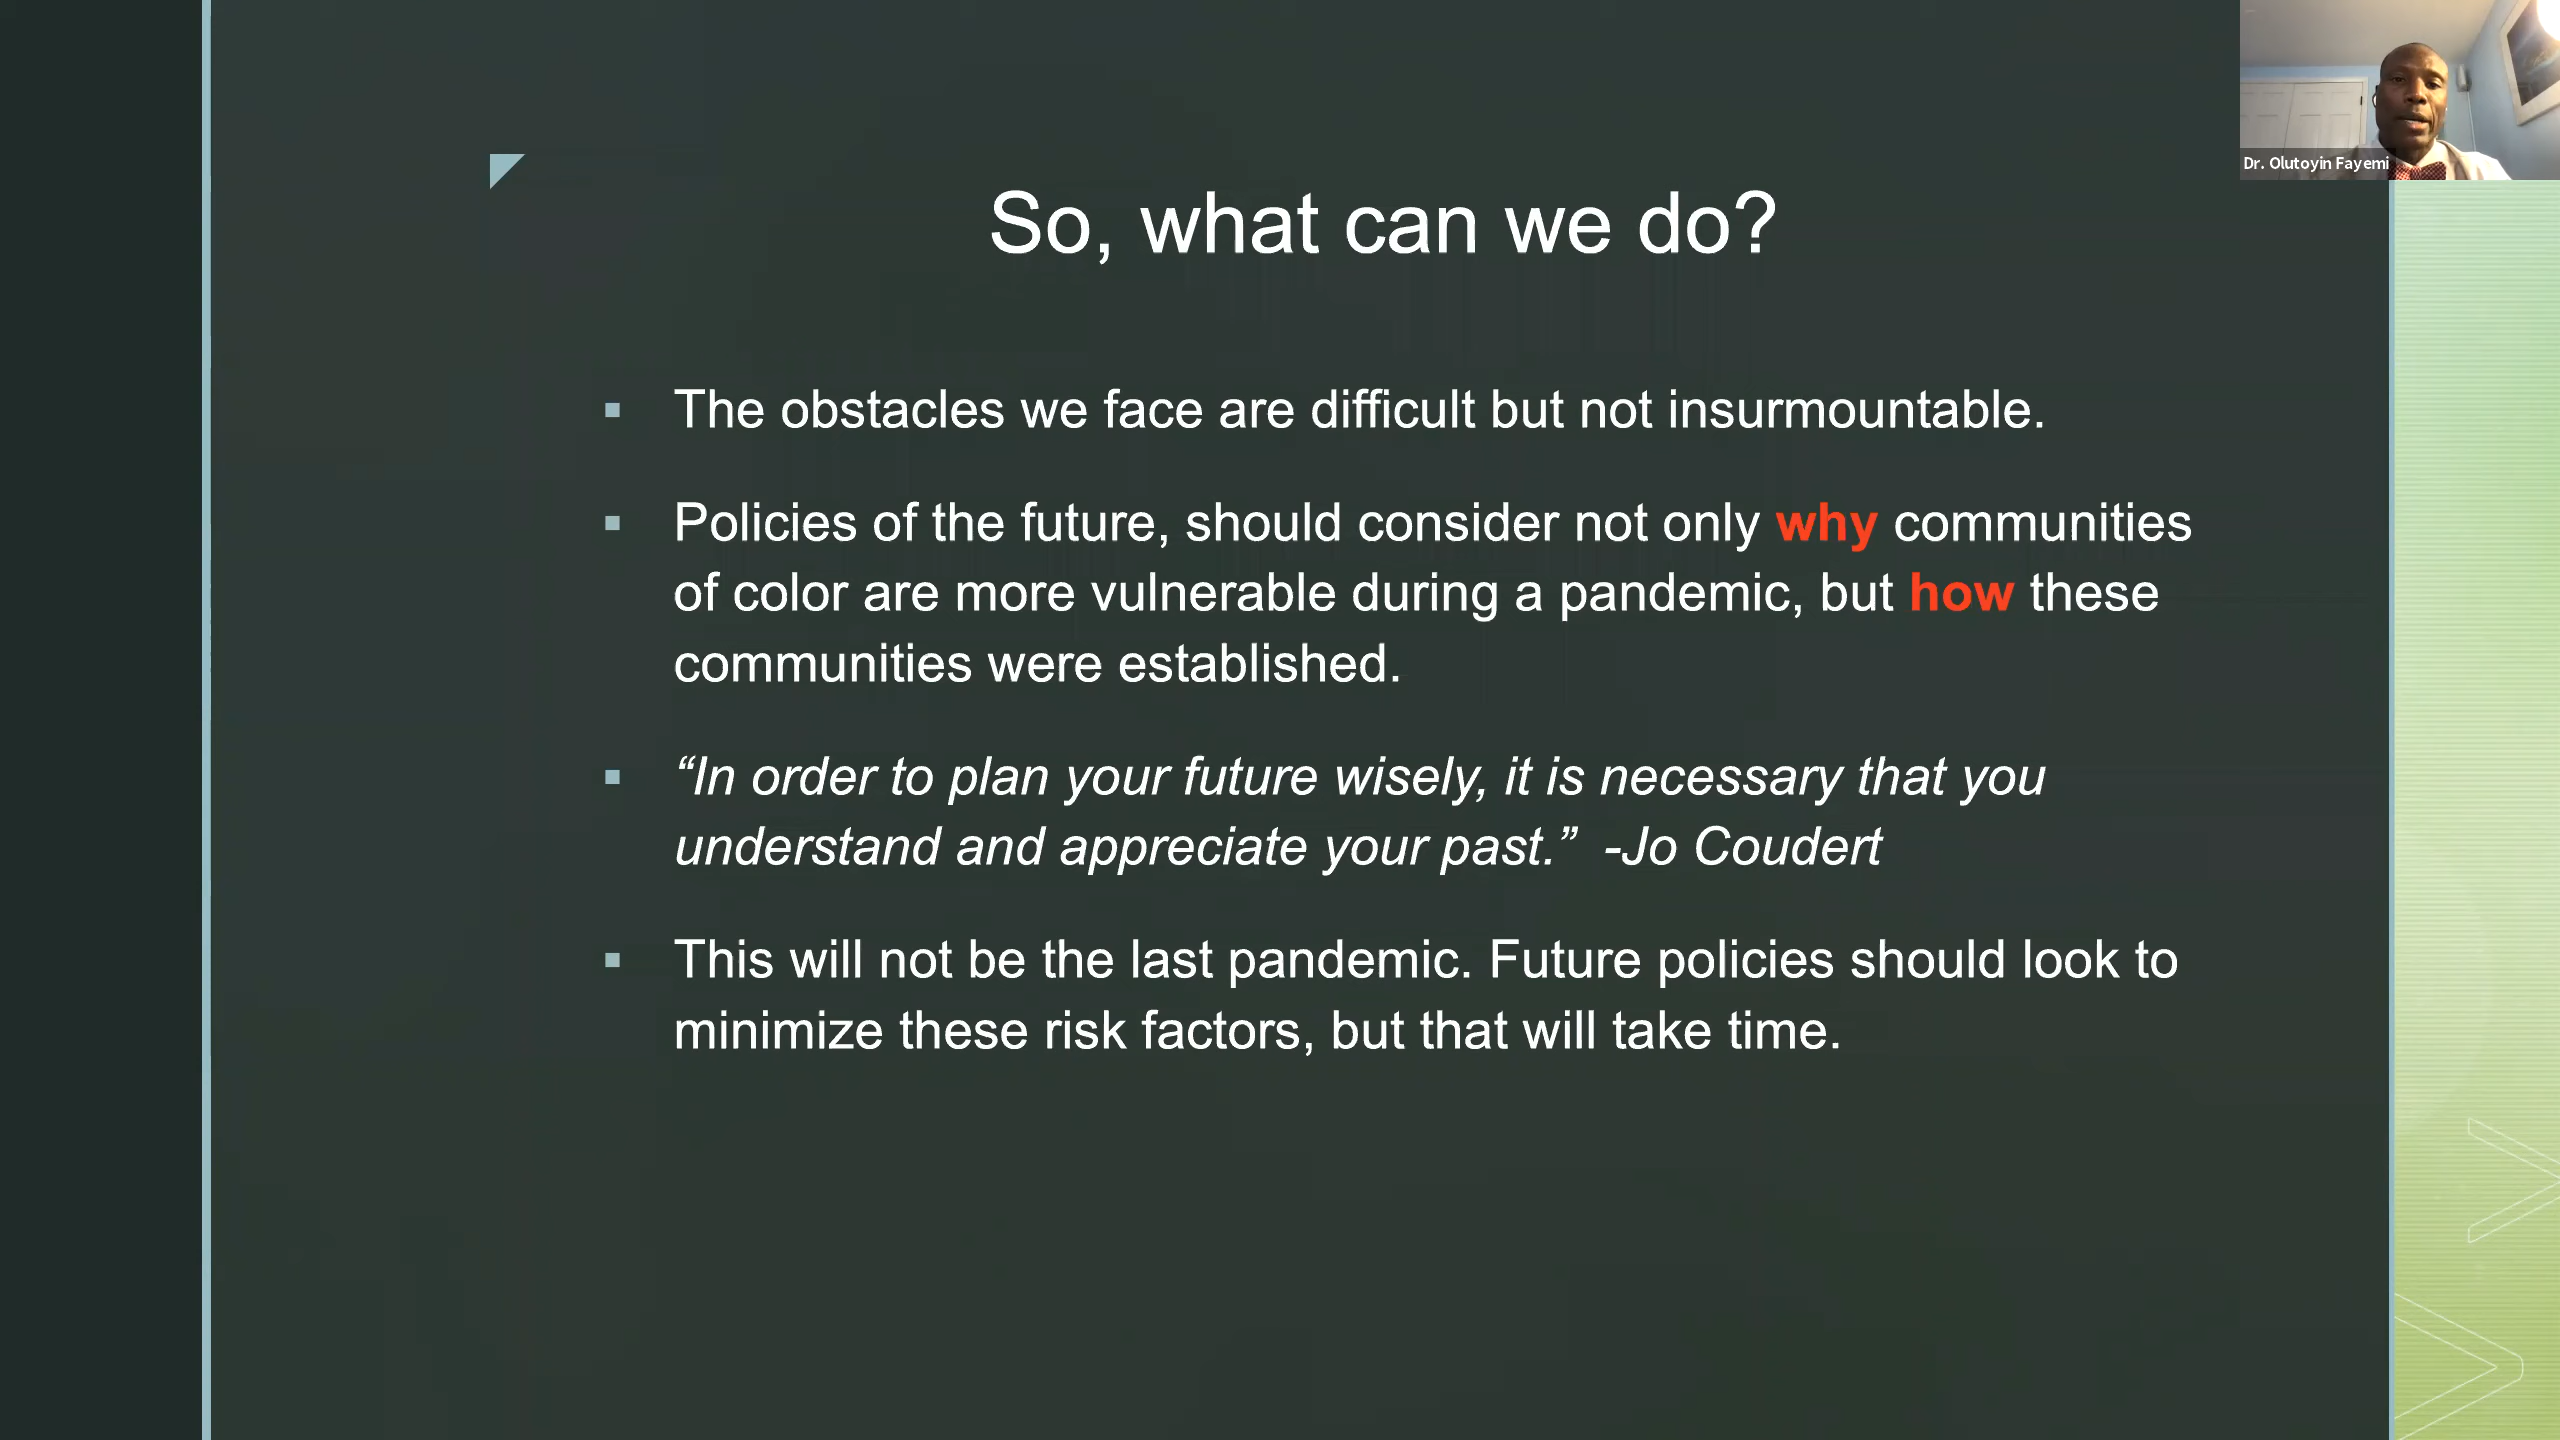 Dr. Olutoyin Fayemi
So, what can we do?
▪ The obstacles we face are difficult but not insurmountable.
▪ Policies of the future, should consider not only why communities
of color are more vulnerable during a pandemic, but how these
communities were established.
▪ “In order to plan your future wisely, it is necessary that you
understand and appreciate your past.”  -Jo Coudert
▪ This will not be the last pandemic. Future policies should look to
minimize these risk factors, but that will take time.